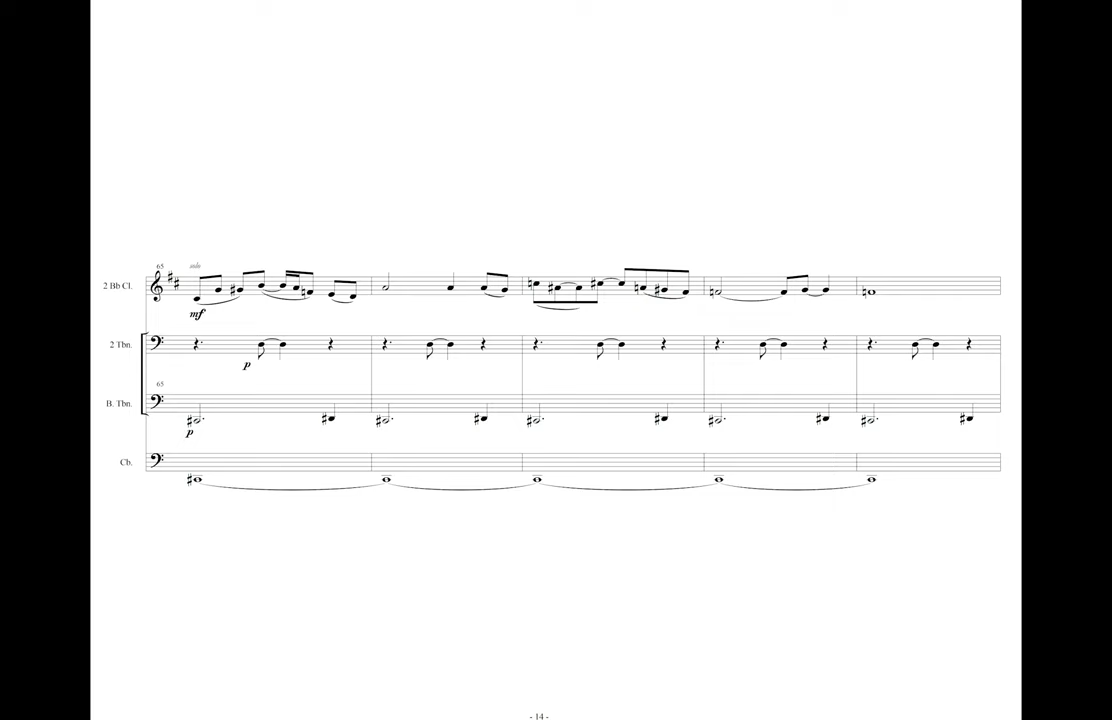 65
solo
2 Bb Cl.
mf
2 Tbn.
p
65
B. Tbn.
p
Cb.
- 14 -